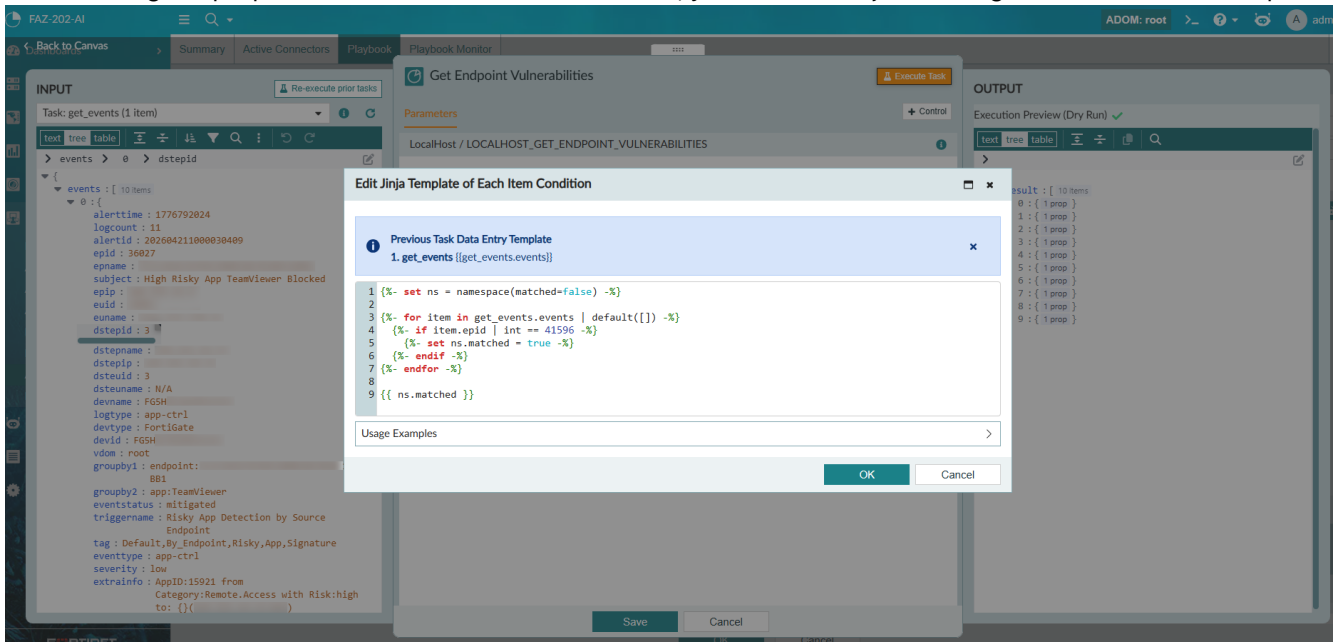 FAZ-202-AI
ADOM: root
A
adm
Back to Canvas
Summary
Active Connectors
Playbook
Playbook Monitor
INPUT
Re-execute prior tasks
Task: get_events (1 item)
text tree table
events > 0 > dstepid
{
events : [ 10 items
0 : {
alerttime : 1776792024
logcount : 11
alertid : 202604211000030409
epid : 36027
epname :
subject : High Risky App TeamViewer Blocked
epip :
euid :
euname :
dstepid : 3
dstepname :
dstepip :
dsteuid : 3
dsteuname : N/A
devname : FGSH
logtype : app-ctrl
devtype : FortiGate
devid : FGSH
vdom : root
groupby1 : endpoint:
BB1
groupby2 : app:TeamViewer
eventstatus : mitigated
triggername : Risky App Detection by Source
Endpoint
tag : Default,By_Endpoint,Risky,App,Signature
eventtype : app-ctrl
severity : low
extrainfo : AppID:15921 from
Category:Remote.Access with Risk:high
to: {}(                )
Get Endpoint Vulnerabilities
Execute Task
Parameters
+ Control
LocalHost / LOCALHOST_GET_ENDPOINT_VULNERABILITIES
Edit Jinja Template of Each Item Condition
Previous Task Data Entry Template
1. get_events {{get_events.events}}
1 {%- set ns = namespace(matched=false) -%}
2
3 {%- for item in get_events.events | default([]) -%}
4   {%- if item.epid | int == 41596 -%}
5     {%- set ns.matched = true -%}
6   {%- endif -%}
7 {%- endfor -%}
8
9 {{ ns.matched }}
Usage Examples
OK
Cancel
Save
Cancel
OUTPUT
Execution Preview (Dry Run)
text tree table
sult : [ 10 items
0 : { 1 prop }
1 : { 1 prop }
2 : { 1 prop }
3 : { 1 prop }
4 : { 1 prop }
5 : { 1 prop }
6 : { 1 prop }
7 : { 1 prop }
8 : { 1 prop }
9 : { 1 prop }
Cancel